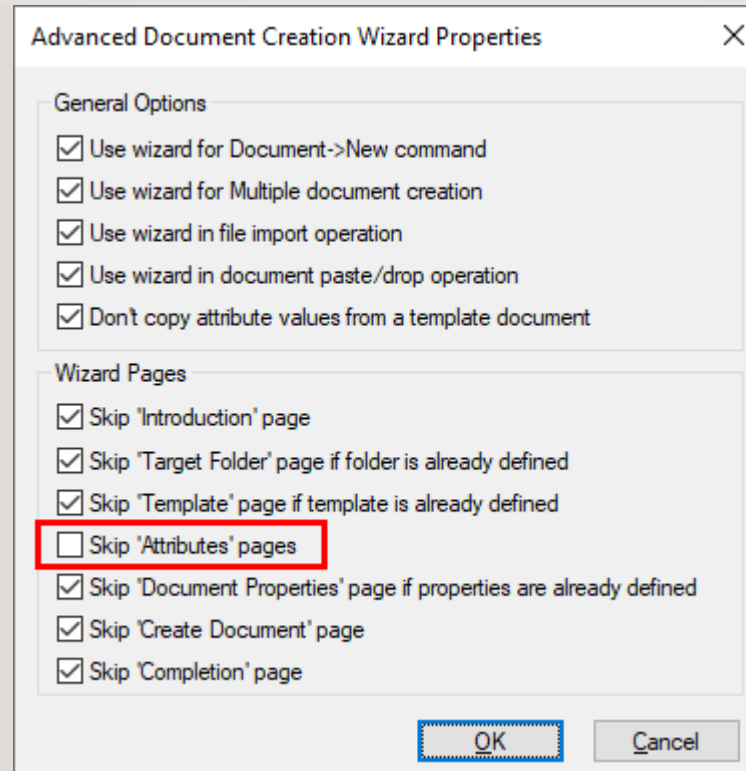 Advanced Document Creation Wizard Properties
General Options
Use wizard for Document->New command
Use wizard for Multiple document creation
Use wizard in file import operation
Use wizard in document paste/drop operation
Don't copy attribute values from a template document
Wizard Pages
Skip 'Introduction' page
Skip 'Target Folder' page if folder is already defined
Skip 'Template' page if template is already defined
Skip 'Attributes' pages
Skip 'Document Properties' page if properties are already defined
Skip 'Create Document' page
Skip 'Completion' page
OK Cancel